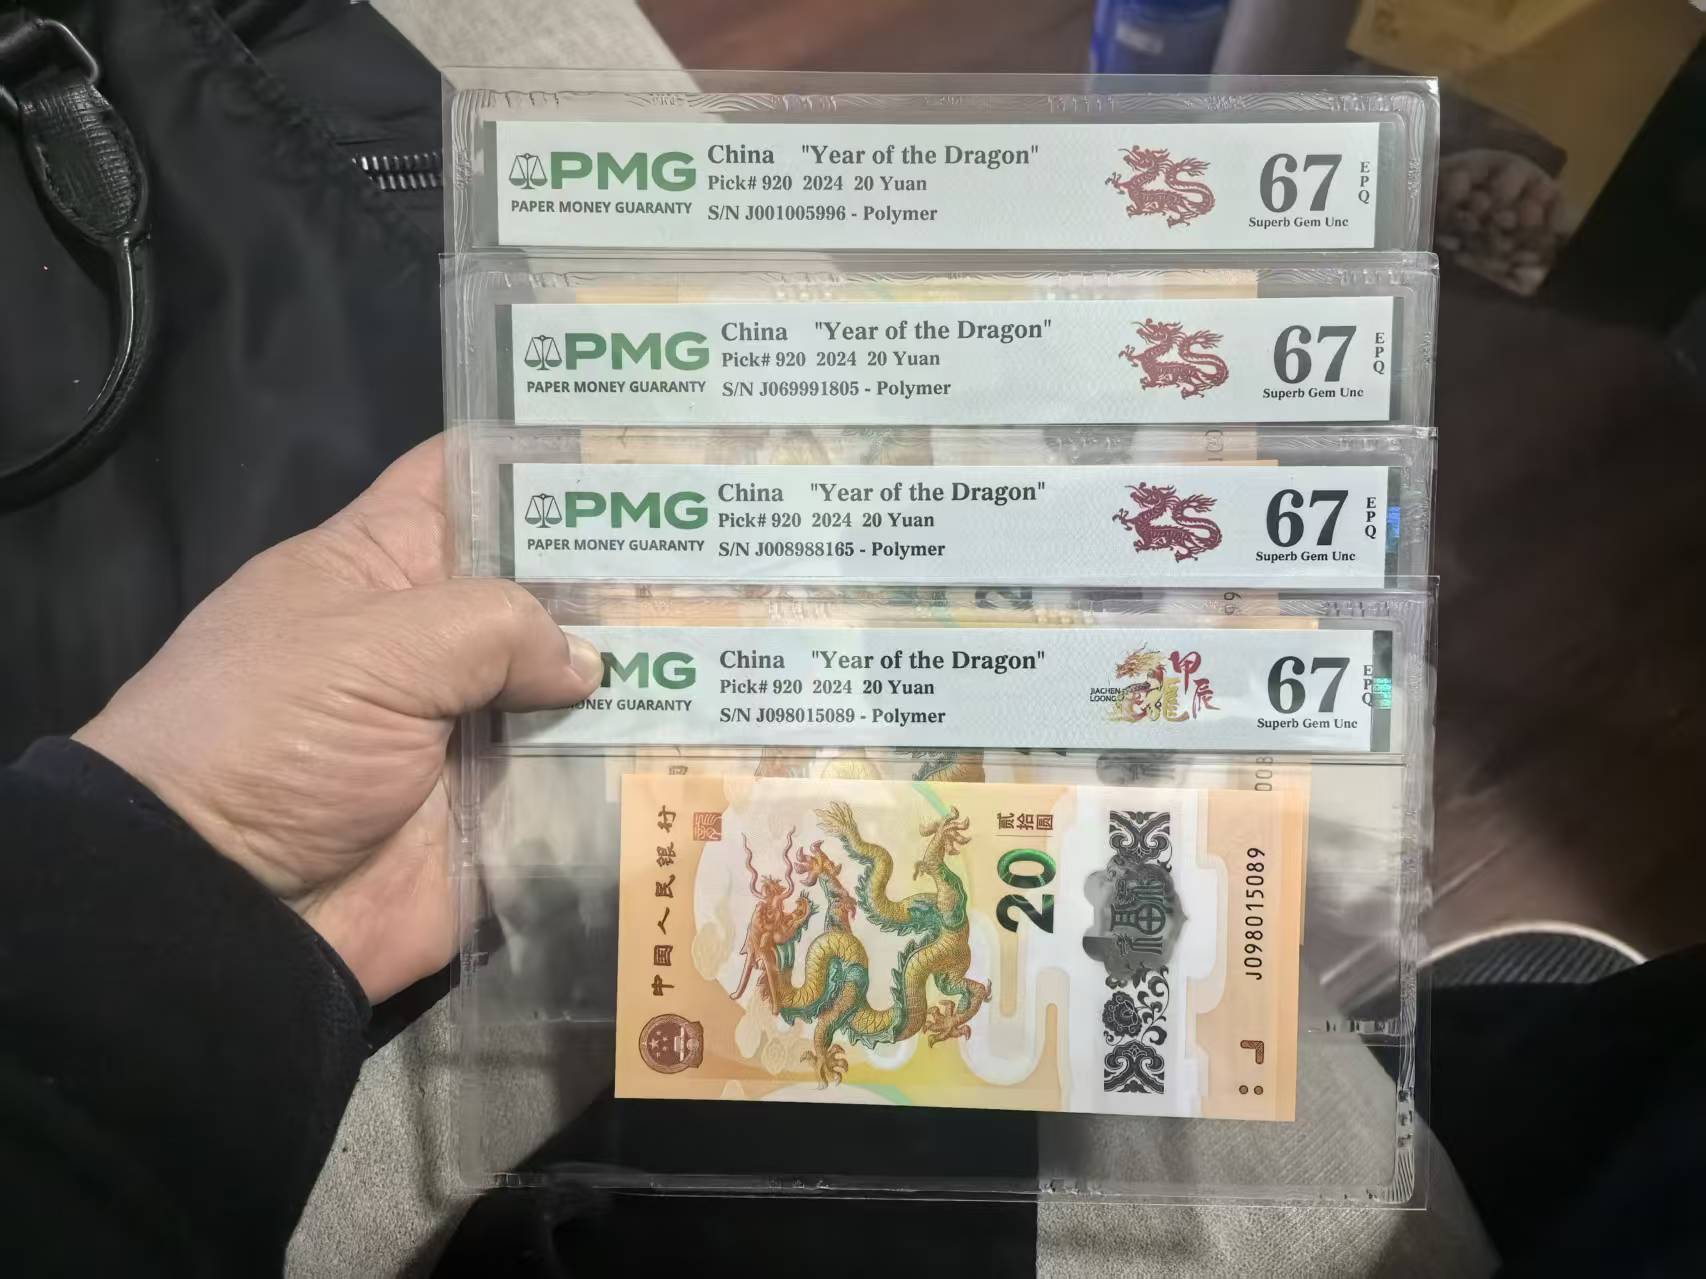 PMG
PAPER MONEY GUARANTY
China "Year of the Dragon"
Pick# 920 2024 20 Yuan
S/N J001005996 - Polymer
67
EPQ
Superb Gem Unc
PMG
PAPER MONEY GUARANTY
China "Year of the Dragon"
Pick# 920 2024 20 Yuan
S/N J069991805 - Polymer
67
EPQ
Superb Gem Unc
PMG
PAPER MONEY GUARANTY
China "Year of the Dragon"
Pick# 920 2024 20 Yuan
S/N J008988165 - Polymer
67
EPQ
Superb Gem Unc
MG
MONEY GUARANTY
China "Year of the Dragon"
Pick# 920 2024 20 Yuan
S/N J098015089 - Polymer
JIACHEN
LOONG
甲辰
67
EPQ
Superb Gem Unc
中国人民银行
贰拾圆
20
福
J098015089